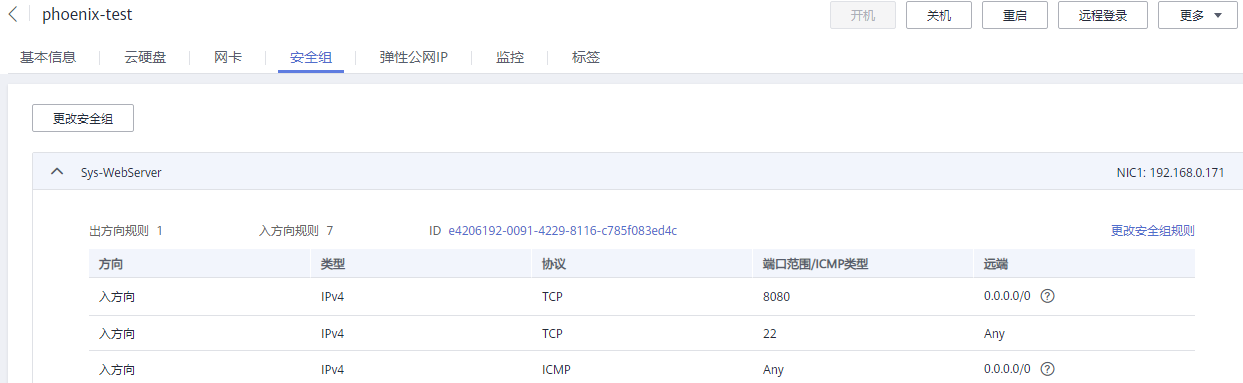 phoenix-test 开机 关机 重启 远程登录 更多
基本信息 云硬盘 网卡 安全组 弹性公网IP 监控 标签
更改安全组
Sys-WebServer NIC1: 192.168.0.171
出方向规则 1 入方向规则 7 ID e4206192-0091-4229-8116-c785f083ed4c 更改安全组规则
方向 类型 协议 端口范围/ICMP类型 远端
入方向 IPv4 TCP 8080 0.0.0.0/0 ?
入方向 IPv4 TCP 22 Any
入方向 IPv4 ICMP Any 0.0.0.0/0 ?